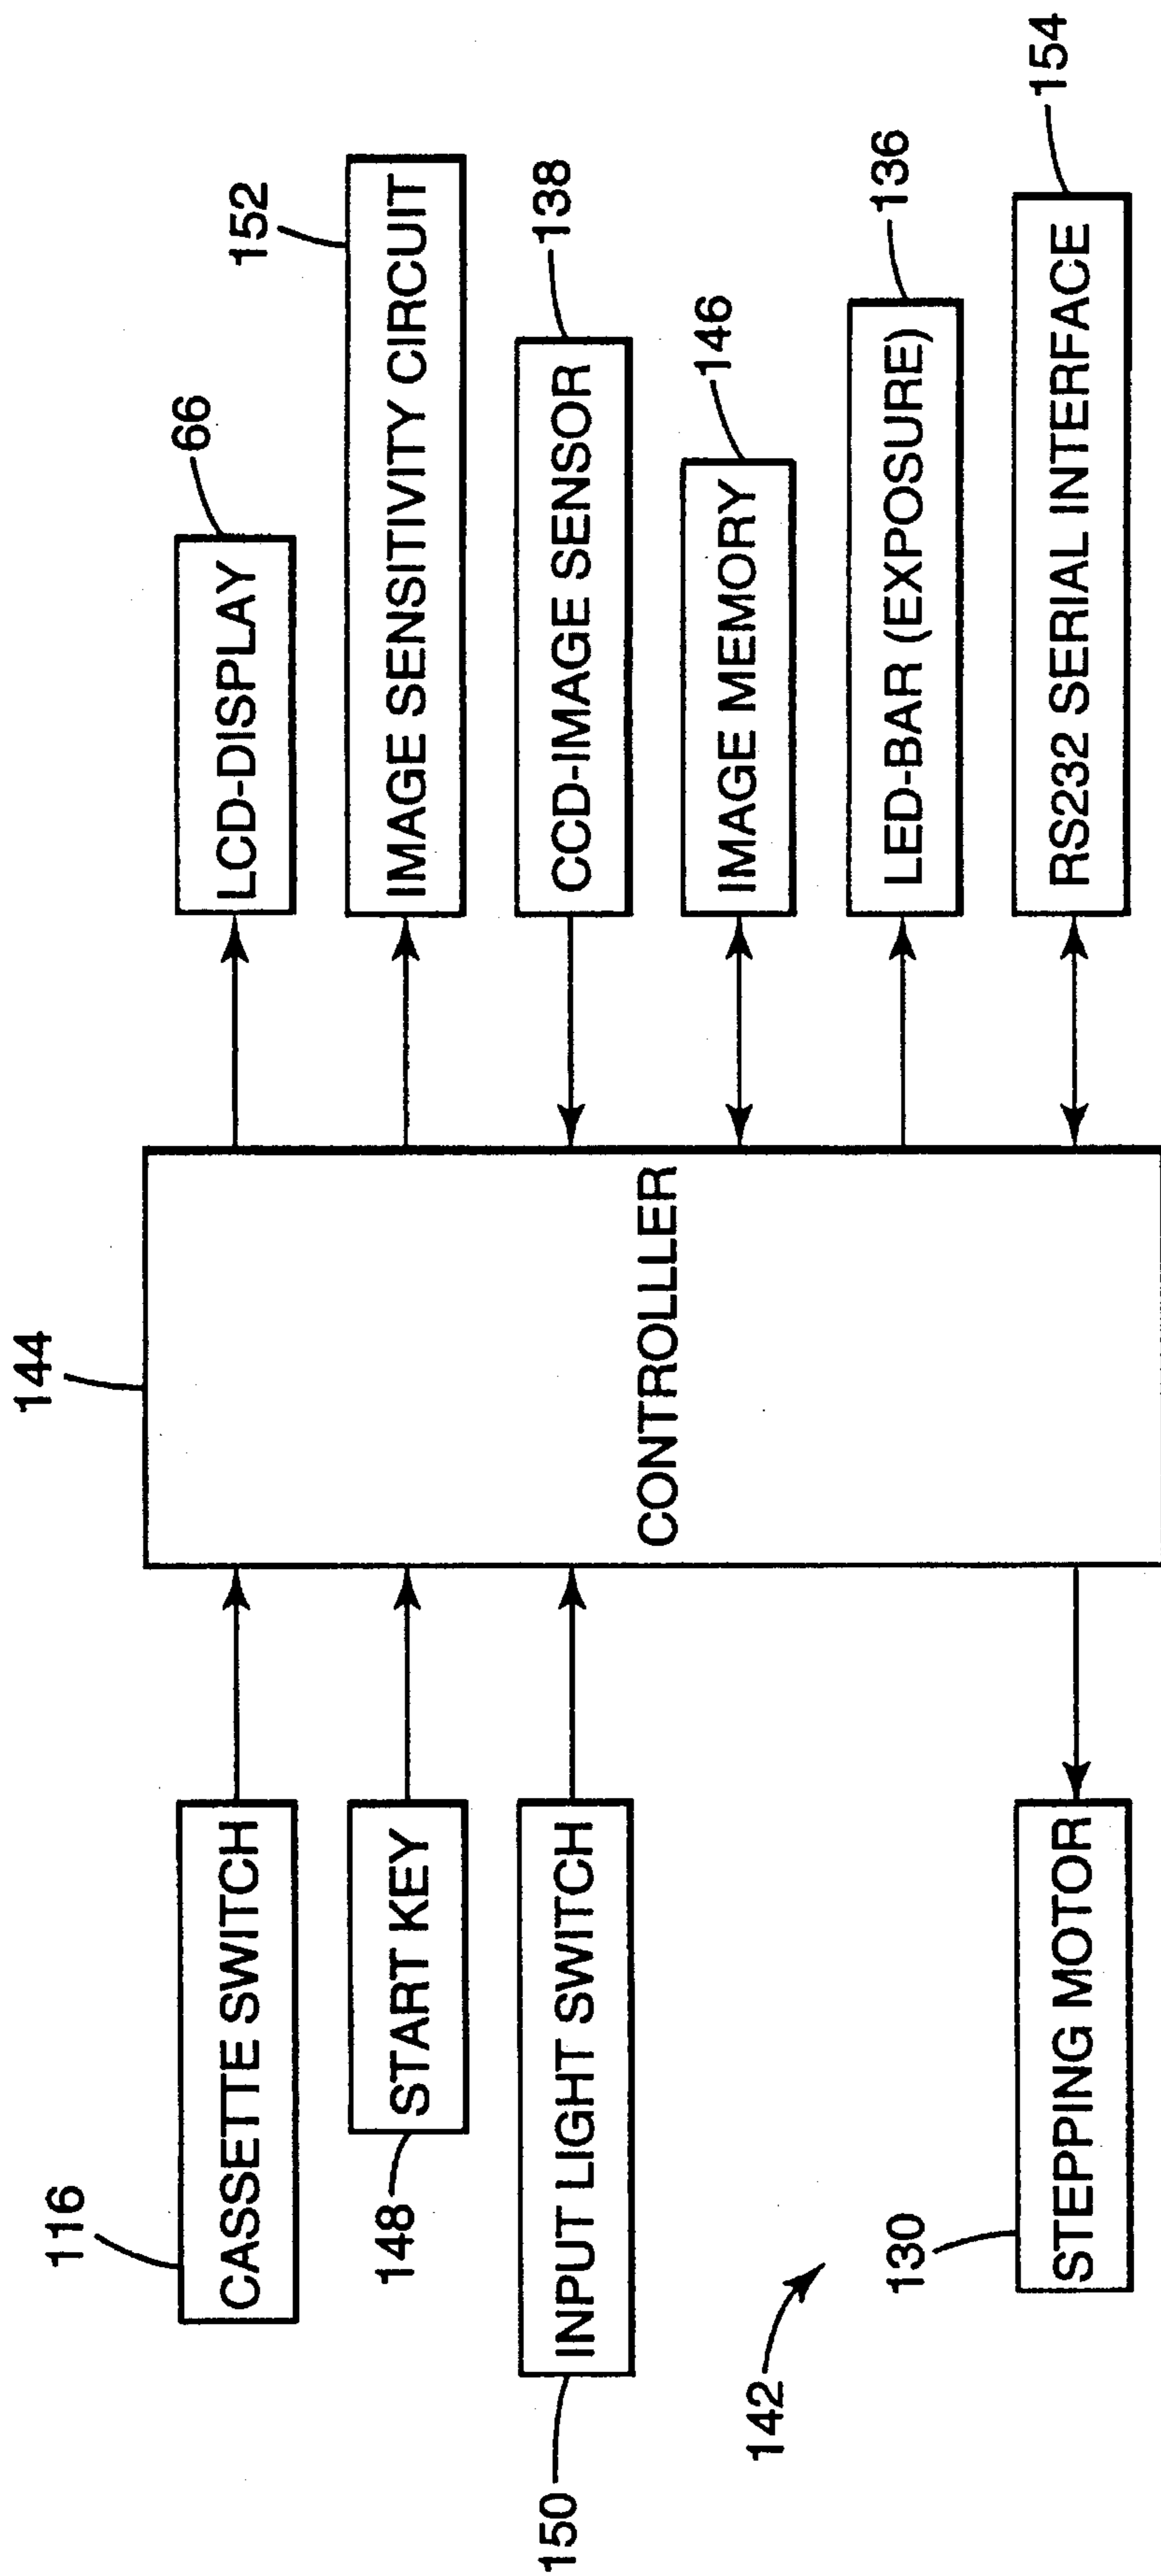 144
116
CASSETTE SWITCH
148
START KEY
150
INPUT LIGHT SWITCH
142
130
STEPPING MOTOR
CONTROLLER
66
LCD-DISPLAY
152
IMAGE SENSITIVITY CIRCUIT
138
CCD-IMAGE SENSOR
146
IMAGE MEMORY
136
LED-BAR (EXPOSURE)
154
RS232 SERIAL INTERFACE